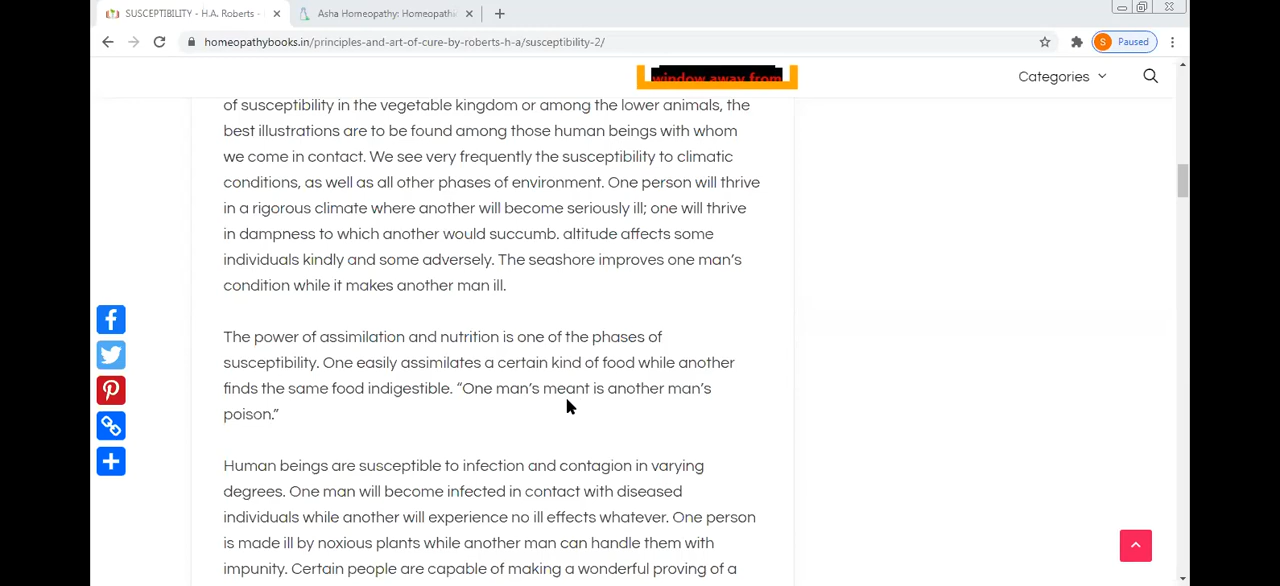 SUSCEPTIBILITY - H.A. Roberts -
Asha Homeopathy: Homeopathic
homeopathybooks.in/principles-and-art-of-cure-by-roberts-h-a/susceptibility-2/
S Paused
window away from
Categories
of susceptibility in the vegetable kingdom or among the lower animals, the
best illustrations are to be found among those human beings with whom
we come in contact. We see very frequently the susceptibility to climatic
conditions, as well as all other phases of environment. One person will thrive
in a rigorous climate where another will become seriously ill; one will thrive
in dampness to which another would succumb. altitude affects some
individuals kindly and some adversely. The seashore improves one man’s
condition while it makes another man ill.
The power of assimilation and nutrition is one of the phases of
susceptibility. One easily assimilates a certain kind of food while another
finds the same food indigestible. “One man’s meant is another man’s
poison.”
Human beings are susceptible to infection and contagion in varying
degrees. One man will become infected in contact with diseased
individuals while another will experience no ill effects whatever. One person
is made ill by noxious plants while another man can handle them with
impunity. Certain people are capable of making a wonderful proving of a